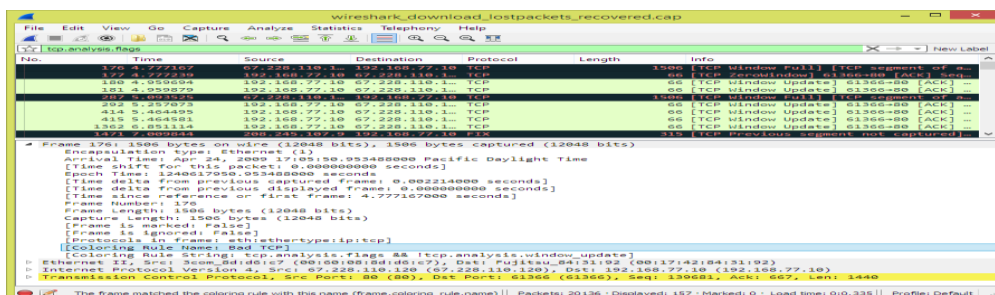 wireshark_download_lostpackets_recovered.cap
File Edit View Go Capture Analyze Statistics Telephony Help
tcp.analysis.flags New Label
No. Time Source Destination Protocol Length Info
176 4.777167 67.228.110.1… 192.168.77.10 TCP 1506 [TCP Window Full] [TCP segment of a…
177 4.777239 192.168.77.10 67.228.110.1… TCP 66 [TCP ZeroWindow] 61366→80 [ACK] Seq…
180 4.959694 192.168.77.10 67.228.110.1… TCP 66 [TCP Window Update] 61366→80 [ACK] …
181 4.959879 192.168.77.10 67.228.110.1… TCP 66 [TCP Window Update] 61366→80 [ACK] …
287 67.228.110.1… 192.168.77.10 TCP 1506 [TCP Window Full] [TCP segment of a…
292 5.257073 192.168.77.10 67.228.110.1… TCP 66 [TCP Window Update] 61366→80 [ACK] …
414 5.464495 192.168.77.10 67.228.110.1… TCP 66 [TCP Window Update] 61366→80 [ACK] …
415 5.464581 192.168.77.10 67.228.110.1… TCP 66 [TCP Window Update] 61366→80 [ACK] …
1362 6.851114 192.168.77.10 67.228.110.1… TCP 66 [TCP Window Update] 61366→80 [ACK] …
1471 7.009844 208.245.107.9 192.168.77.10 TCP 315 [TCP Previous segment not captured]…
Frame 176: 1506 bytes on wire (12048 bits), 1506 bytes captured (12048 bits)
Encapsulation type: Ethernet (1)
Arrival Time: Apr 24, 2009 17:05:50.953488000 Pacific Daylight Time
[Time shift for this packet: 0.000000000 seconds]
Epoch Time: 1240617950.953488000 seconds
[Time delta from previous captured frame: 0.002214000 seconds]
[Time delta from previous displayed frame: 0.000000000 seconds]
[Time since reference or first frame: 4.777167000 seconds]
Frame Number: 176
Frame Length: 1506 bytes (12048 bits)
Capture Length: 1506 bytes (12048 bits)
[Frame is marked: False]
[Frame is ignored: False]
[Protocols in frame: eth:ethertype:ip:tcp]
[Coloring Rule Name: Bad TCP]
[Coloring Rule String: tcp.analysis.flags && !tcp.analysis.window_update]
Ethernet II, Src: 3com_8d:d6:c7 (00:60:08:8d:d6:c7), Dst: Fujitsu_84:31:92 (00:17:42:84:31:92)
Internet Protocol Version 4, Src: 67.228.110.120 (67.228.110.120), Dst: 192.168.77.10 (192.168.77.10)
Transmission Control Protocol, Src Port: 80 (80), Dst Port: 61366 (61366), Seq: 139681, Ack: 667, Len: 1440
The frame matched the coloring rule with this name (frame.coloring_rule.name) Packets: 20136 · Displayed: 157 · Marked: 0 · Load time: 0:0.335 Profile: Default